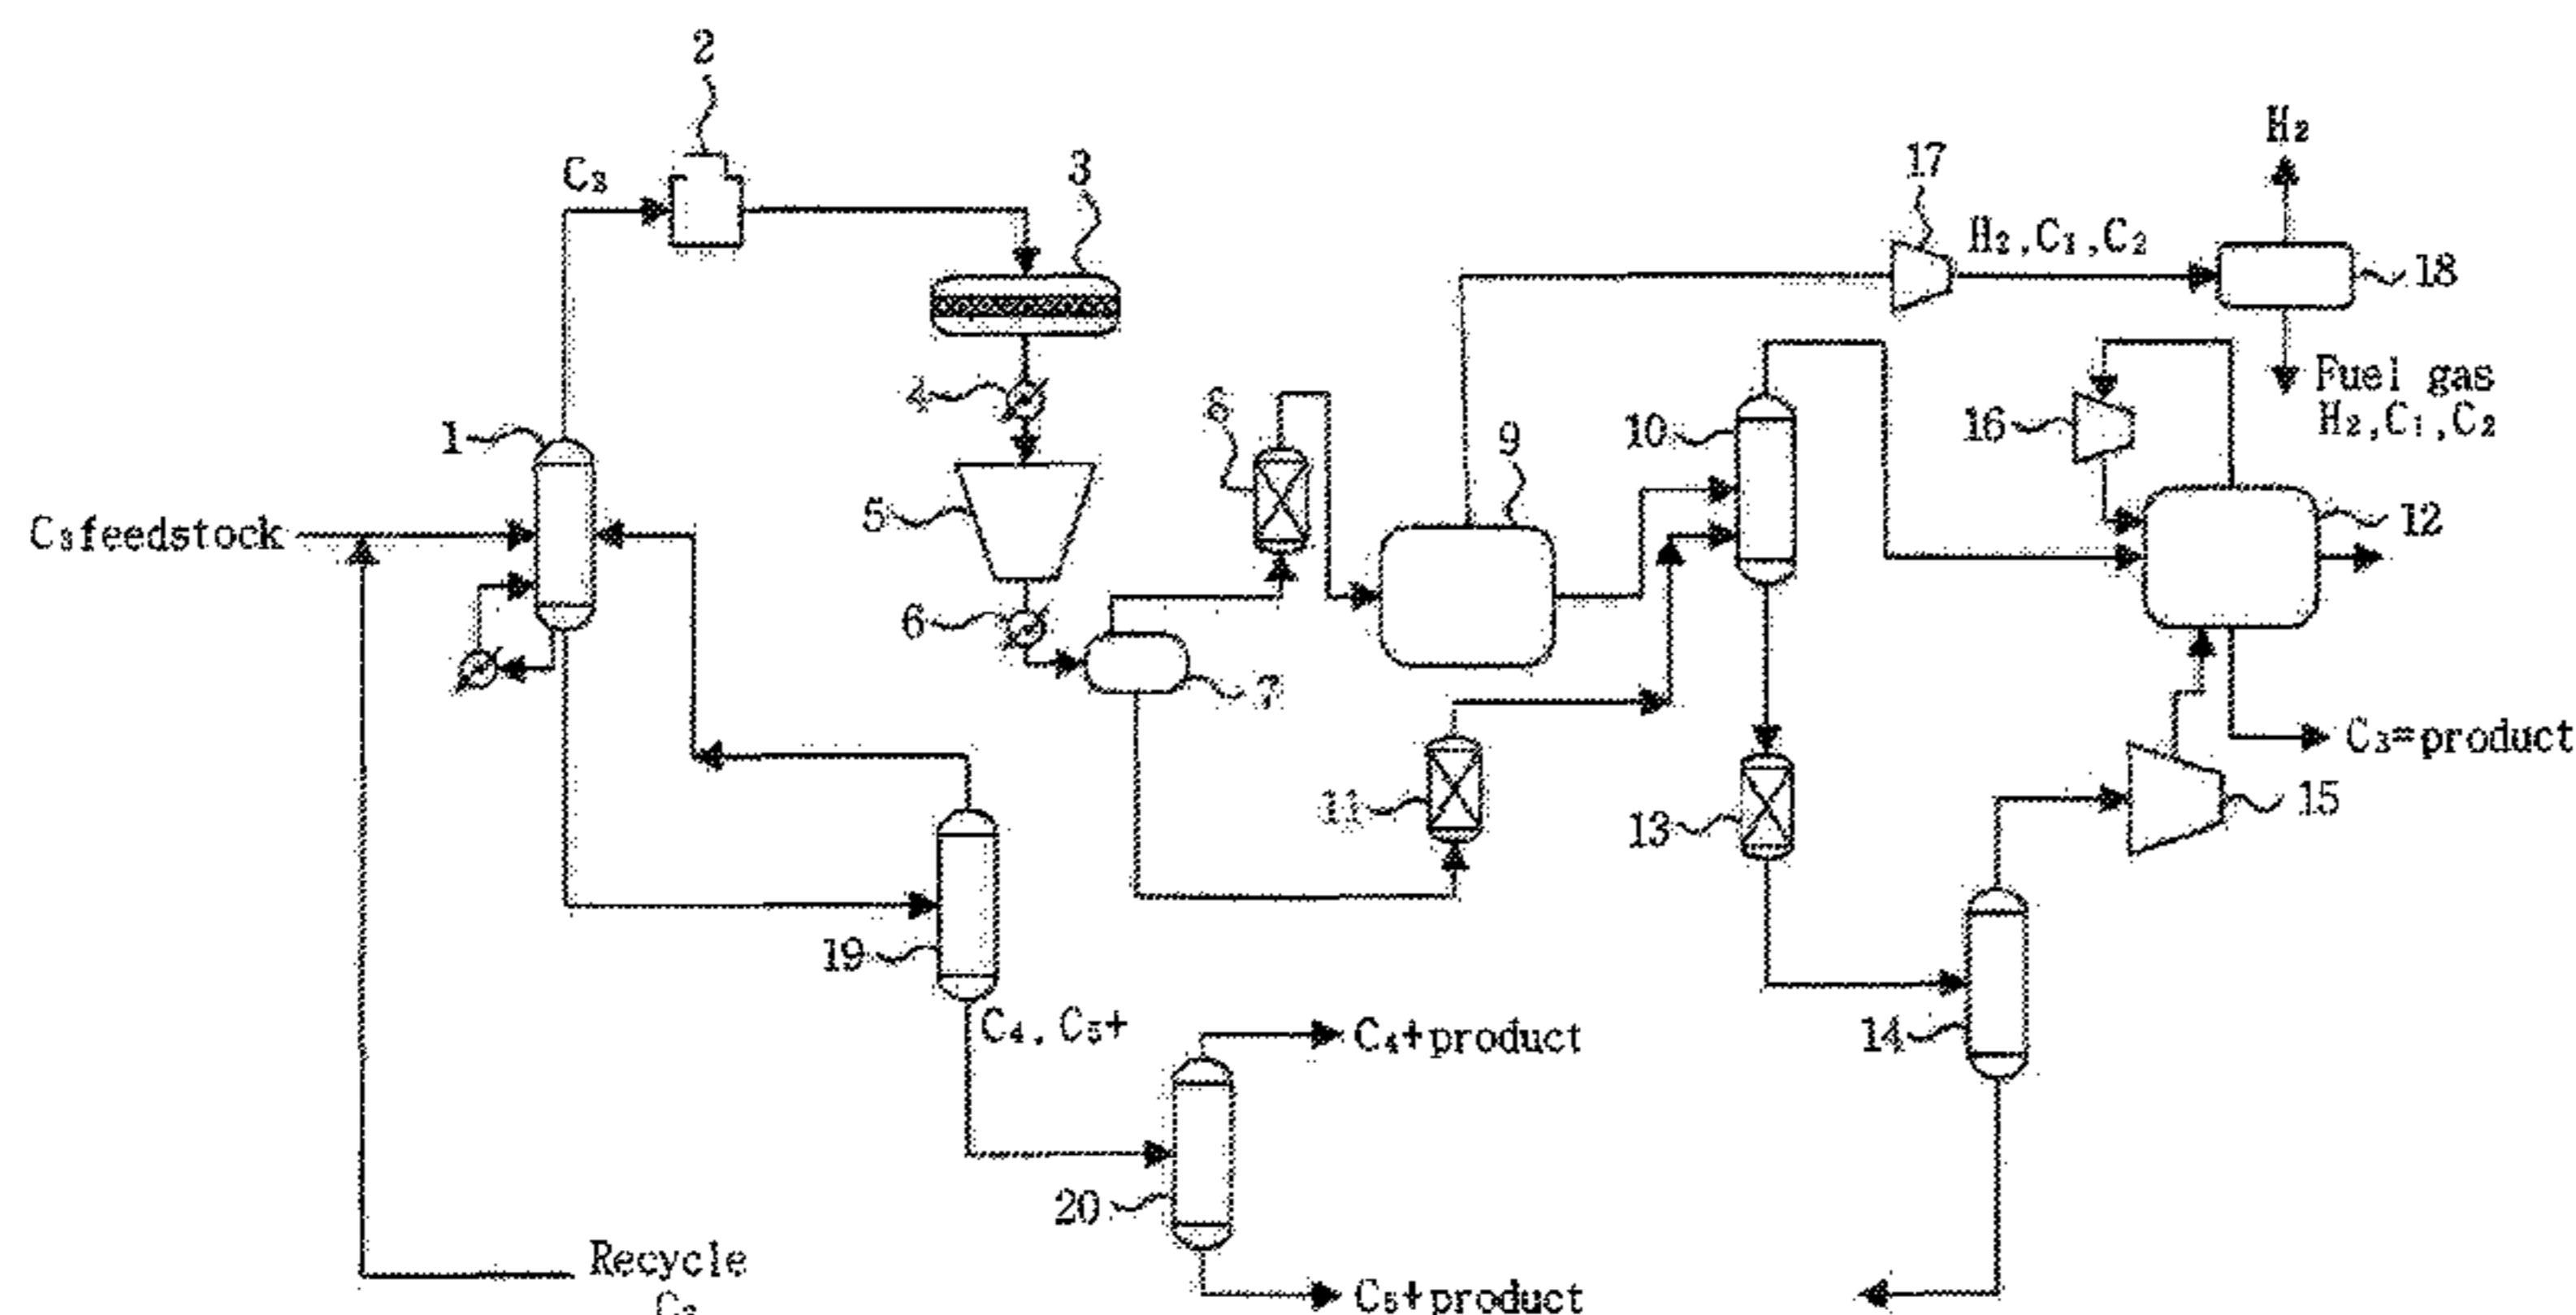 2
H₂
C₃
3
17
H₂,C₁,C₂
18
4
8
Fuel gas
H₂,C₁,C₂
1
10
16
9
5
C₃feedstock
12
6
7
C₃=product
11
13
15
19
C₄, C₅+
C₄+product
14
20
Recycle
C₃
C₅+product